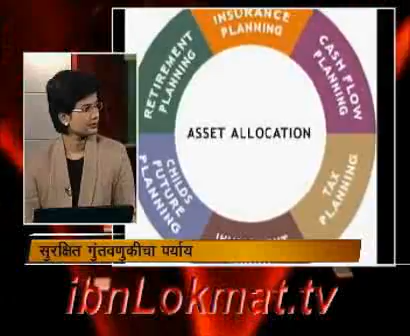 INSURANCE
PLANNING
CASH FLOW
PLANNING
RETIREMENT
PLANNING
ASSET ALLOCATION
TAX
PLANNING
CHILDS
FUTURE
PLANNING
सुरक्षित गुंतवणुकीचा पर्याय
ibnLokmat.tv